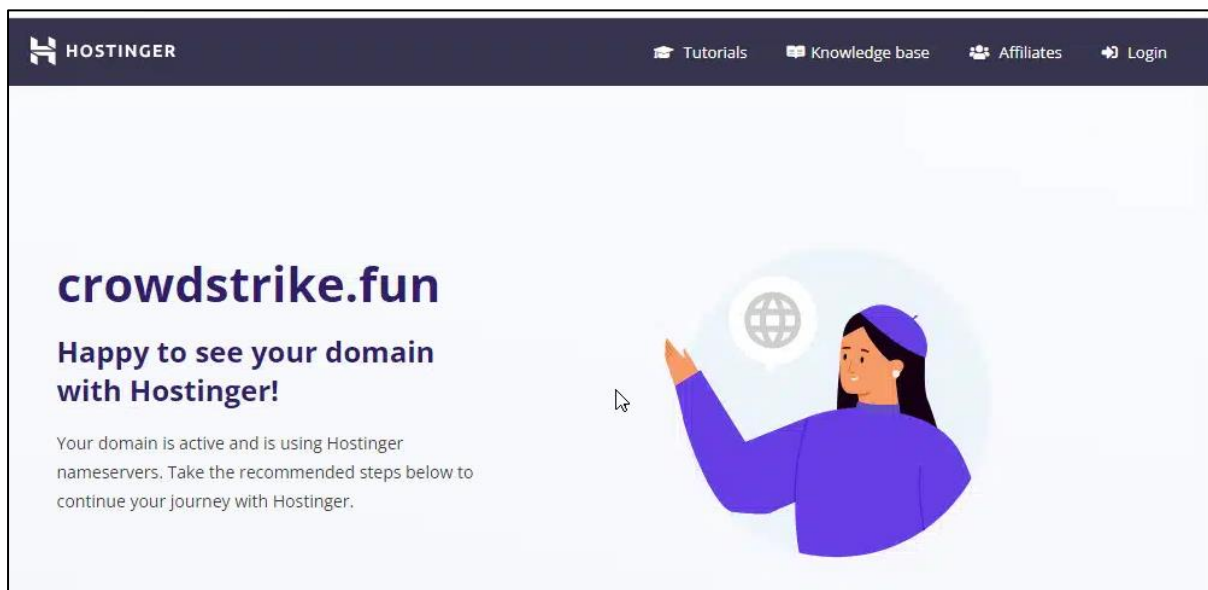 HOSTINGER
Tutorials
Knowledge base
Affiliates
Login
crowdstrike.fun
Happy to see your domain
with Hostinger!
Your domain is active and is using Hostinger
nameservers. Take the recommended steps below to
continue your journey with Hostinger.